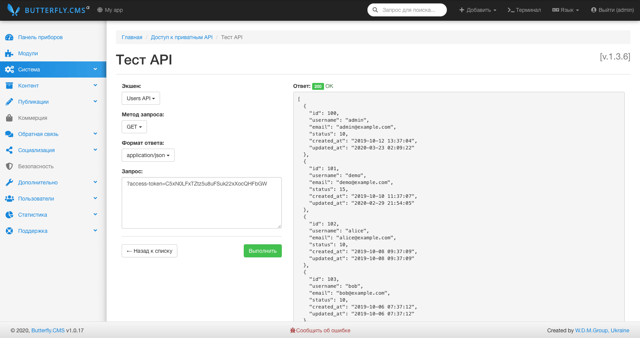 BUTTERFLY.CMS
My app
Запрос для поиска...
Добавить
Терминал
Язык
Выйти (admin)
Панель приборов
Модули
Система
Контент
Публикации
Коммерция
Обратная связь
Социализация
Безопасность
Дополнительно
Пользователи
Статистика
Поддержка
Главная / Доступ к приватным API / Тест API
Тест API
[v.1.3.6]
Экшен:
Users API
Метод запроса:
GET
Формат ответа:
application/json
Запрос:
← Назад к списку
Выполнить
Ответ: 200 OK
[
{
"id": 100,
"username": "admin",
"email": "admin@example.com",
"status": 10,
"created_at": "2019-10-12 13:37:04",
"updated_at": "2020-03-23 02:09:22"
},
{
"id": 101,
"username": "demo",
"email": "demo@example.com",
"status": 15,
"created_at": "2019-10-10 11:37:07",
"updated_at": "2020-02-29 21:54:05"
},
{
"id": 102,
"username": "alice",
"email": "alice@example.com",
"status": 10,
"created_at": "2019-10-08 09:37:09",
"updated_at": "2019-10-08 09:37:09"
},
{
"id": 103,
"username": "bob",
"email": "bob@example.com",
"status": 10,
"created_at": "2019-10-06 07:37:12",
"updated_at": "2019-10-06 07:37:12"
}
© 2020, Butterfly.CMS v1.0.17
Сообщить об ошибке
Created by W.D.M.Group, Ukraine